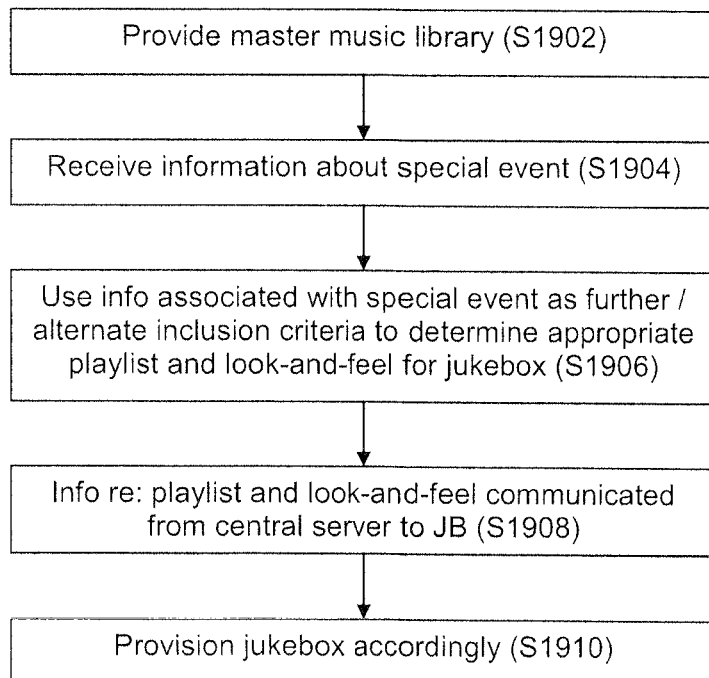 Provide master music library (S1902)
Receive information about special event (S1904)
Use info associated with special event as further /
alternate inclusion criteria to determine appropriate
playlist and look-and-feel for jukebox (S1906)
Info re: playlist and look-and-feel communicated
from central server to JB (S1908)
Provision jukebox accordingly (S1910)